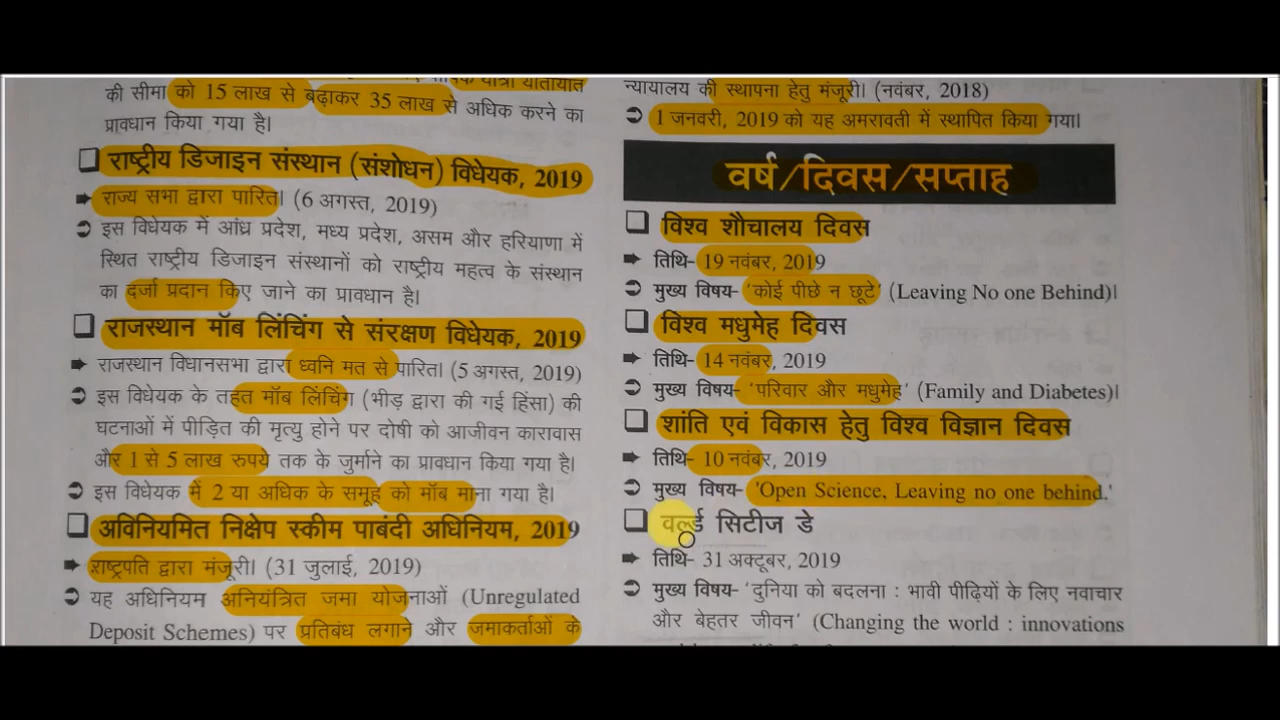 यात्री यातायात
की सीमा को 15 लाख से बढ़ाकर 35 लाख से अधिक करने का
प्रावधान किया गया है।
राष्ट्रीय डिजाइन संस्थान (संशोधन) विधेयक, 2019
राज्य सभा द्वारा पारित। (6 अगस्त, 2019)
इस विधेयक में आंध्र प्रदेश, मध्य प्रदेश, असम और हरियाणा में
स्थित राष्ट्रीय डिजाइन संस्थानों को राष्ट्रीय महत्व के संस्थान
का दर्जा प्रदान किए जाने का प्रावधान है।
राजस्थान मॉब लिंचिंग से संरक्षण विधेयक, 2019
राजस्थान विधानसभा द्वारा ध्वनि मत से पारित। (5 अगस्त, 2019)
इस विधेयक के तहत मॉब लिंचिंग (भीड़ द्वारा की गई हिंसा) की
घटनाओं में पीड़ित की मृत्यु होने पर दोषी को आजीवन कारावास
और 1 से 5 लाख रुपये तक के जुर्माने का प्रावधान किया गया है।
इस विधेयक में 2 या अधिक के समूह को मॉब माना गया है।
अविनियमित निक्षेप स्कीम पाबंदी अधिनियम, 2019
राष्ट्रपति द्वारा मंजूरी। (31 जुलाई, 2019)
यह अधिनियम अनियंत्रित जमा योजनाओं (Unregulated
Deposit Schemes) पर प्रतिबंध लगाने और जमाकर्ताओं के
न्यायालय की स्थापना हेतु मंजूरी। (नवंबर, 2018)
1 जनवरी, 2019 को यह अमरावती में स्थापित किया गया।
वर्ष/दिवस/सप्ताह
विश्व शौचालय दिवस
तिथि- 19 नवंबर, 2019
मुख्य विषय- 'कोई पीछे न छूटे' (Leaving No one Behind)।
विश्व मधुमेह दिवस
तिथि- 14 नवंबर, 2019
मुख्य विषय- 'परिवार और मधुमेह' (Family and Diabetes)।
शांति एवं विकास हेतु विश्व विज्ञान दिवस
तिथि- 10 नवंबर, 2019
मुख्य विषय- 'Open Science, Leaving no one behind.'
वर्ल्ड सिटीज डे
तिथि- 31 अक्टूबर, 2019
मुख्य विषय- 'दुनिया को बदलना : भावी पीढ़ियों के लिए नवाचार
और बेहतर जीवन' (Changing the world : innovations